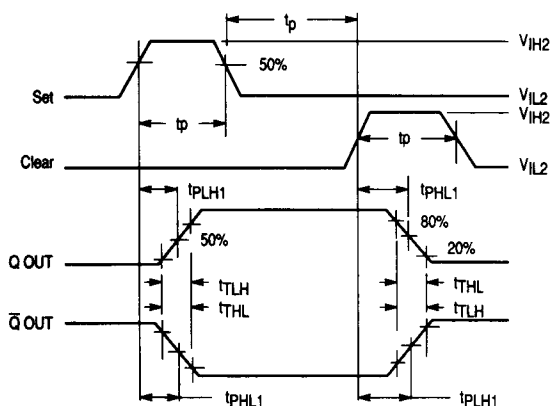 tp
VIH2
50%
Set
VIL2
VIH2
tp
tp
Clear
VIL2
tPLH1
tPHL1
80%
50%
20%
Q OUT
tTLH
tTHL
tTHL
tTLH
Q̅ OUT
tPHL1
tPLH1